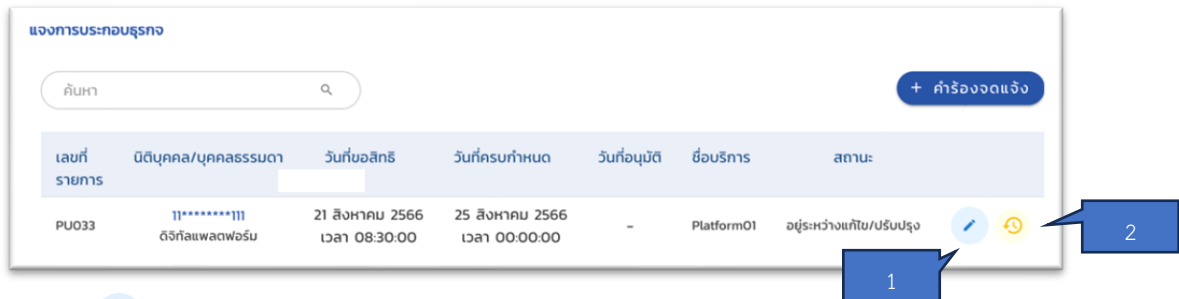 แจงการประกอบธุรกจ
ค้นหา
+ คำร้องจดแจ้ง
เลขที่ นิติบุคคล/บุคคลธรรมดา วันที่ขอสิทธิ วันที่ครบกำหนด วันที่อนุมัติ ชื่อบริการ สถานะ
รายการ
PU033 11********111 21 สิงหาคม 2566 25 สิงหาคม 2566 - Platform01 อยู่ระหว่างแก้ไข/ปรับปรุง
ดิจิทัลแพลตฟอร์ม เวลา 08:30:00 เวลา 00:00:00
2
1